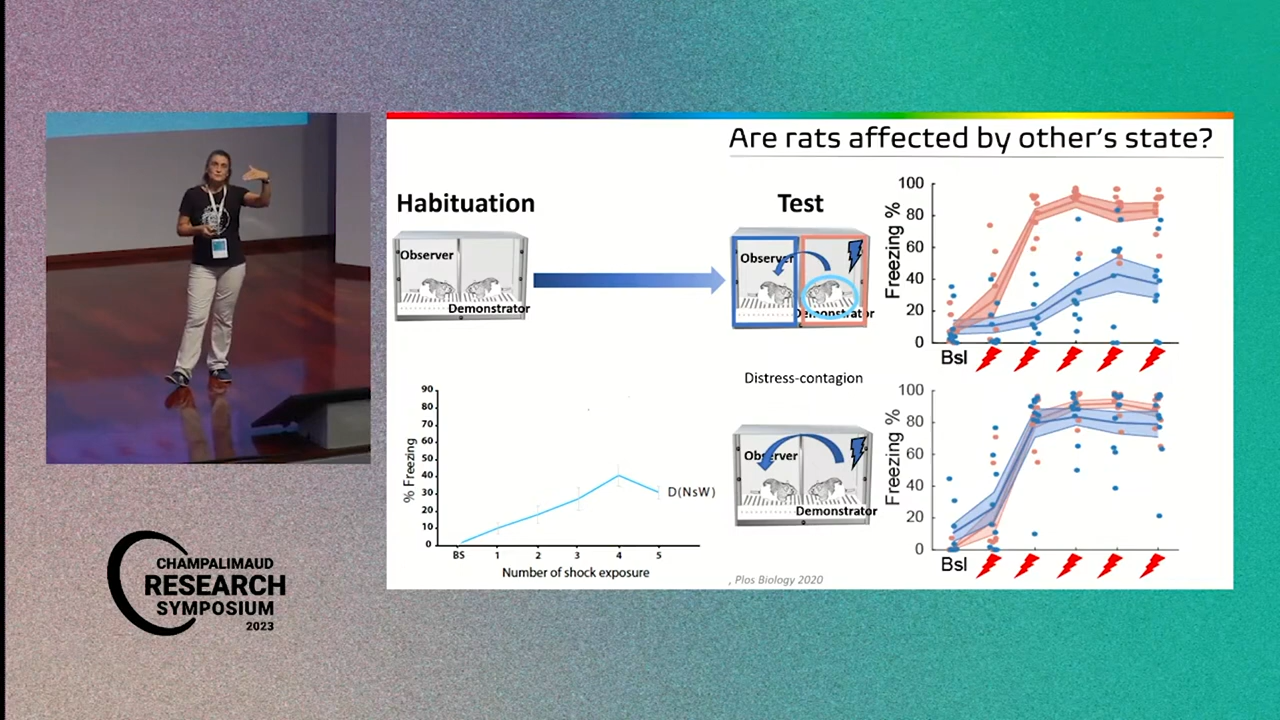 Are rats affected by other's state?
Habituation
Test
Observer
Demonstrator
Observer
Demonstrator
Freezing %
100
80
60
40
20
0
Bsl
Distress-contagion
% Freezing
90
80
70
60
50
40
30
20
10
0
D(NsW)
BS
1
2
3
4
5
Number of shock exposure
Observer
Demonstrator
Freezing %
100
80
60
40
20
0
Bsl
, Plos Biology 2020
CHAMPALIMAUD
RESEARCH
SYMPOSIUM
2023